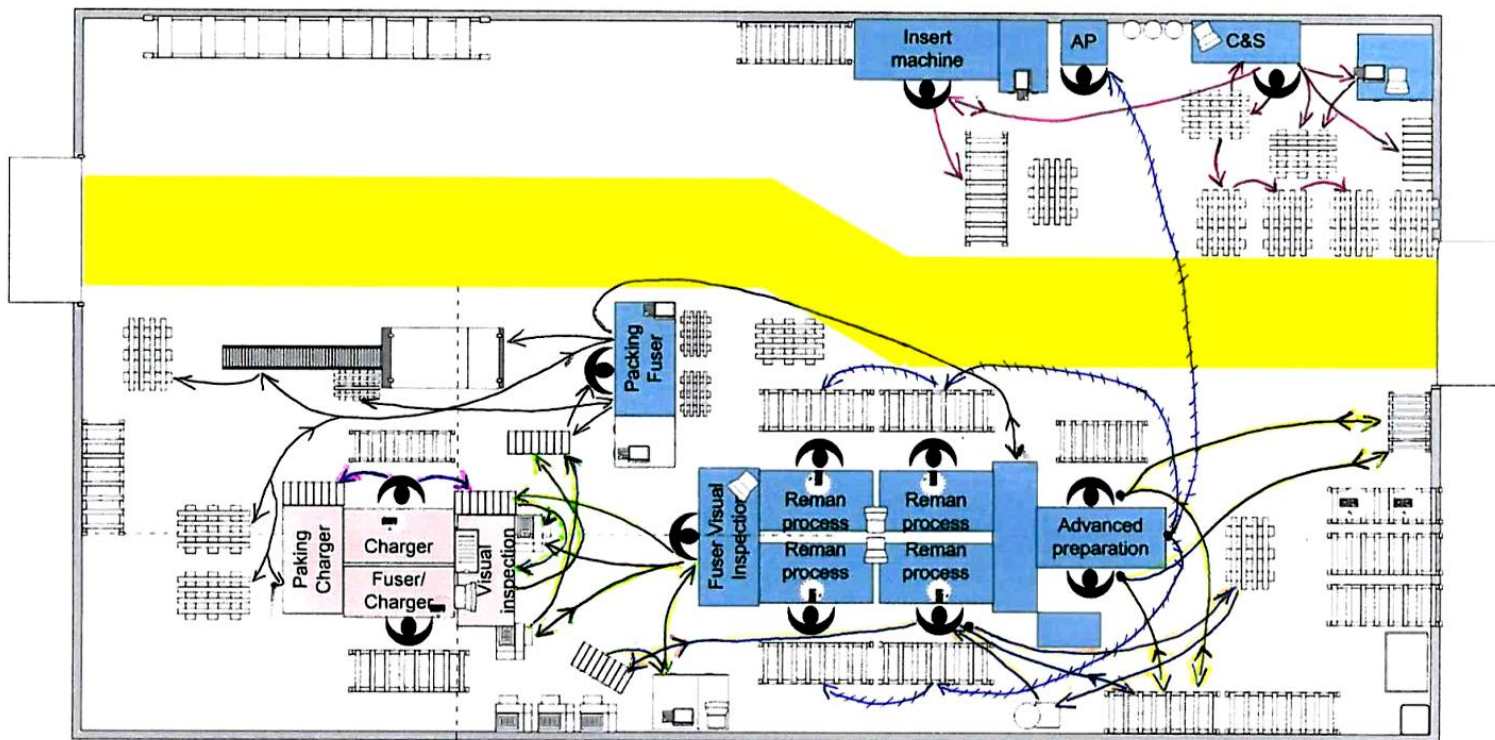 Insert
machine
AP
C&S
Packing
Fuser
Paking
Charger
Charger
Fuser/
Charger
Visual
inspection
Fuser Visual
Inspection
Reman
process
Reman
process
Reman
process
Reman
process
Advanced
preparation